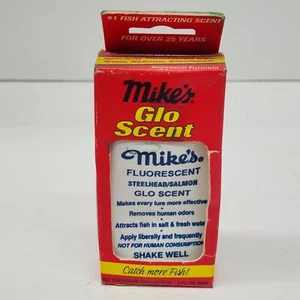 #1 FISH ATTRACTING SCENT
FOR OVER 25 YEARS
Improved Formula
Mike's
Glo
Scent
Mike's
FLUORESCENT
STEELHEAD/SALMON
GLO SCENT
Makes every lure more effective
• Removes human odors
Attracts fish in salt & fresh water
• Apply liberally and frequently
NOT FOR HUMAN CONSUMPTION
SHAKE WELL
Catch more Fish!